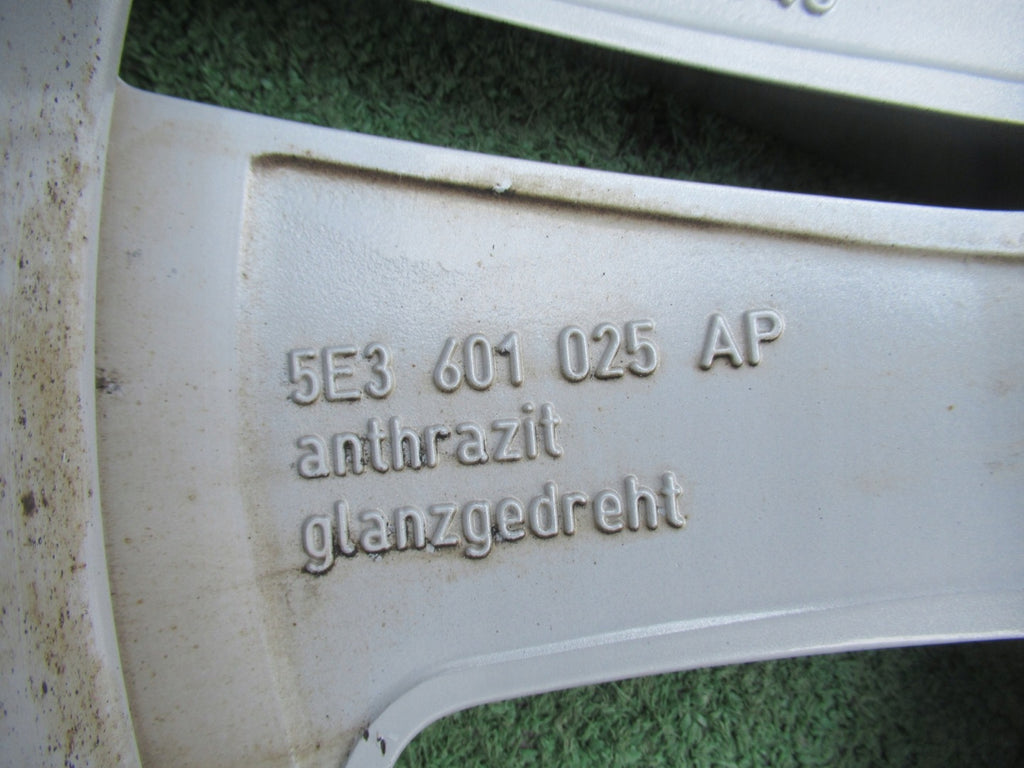 5E3 601 025 AP
anthrazit
glanzgedreht